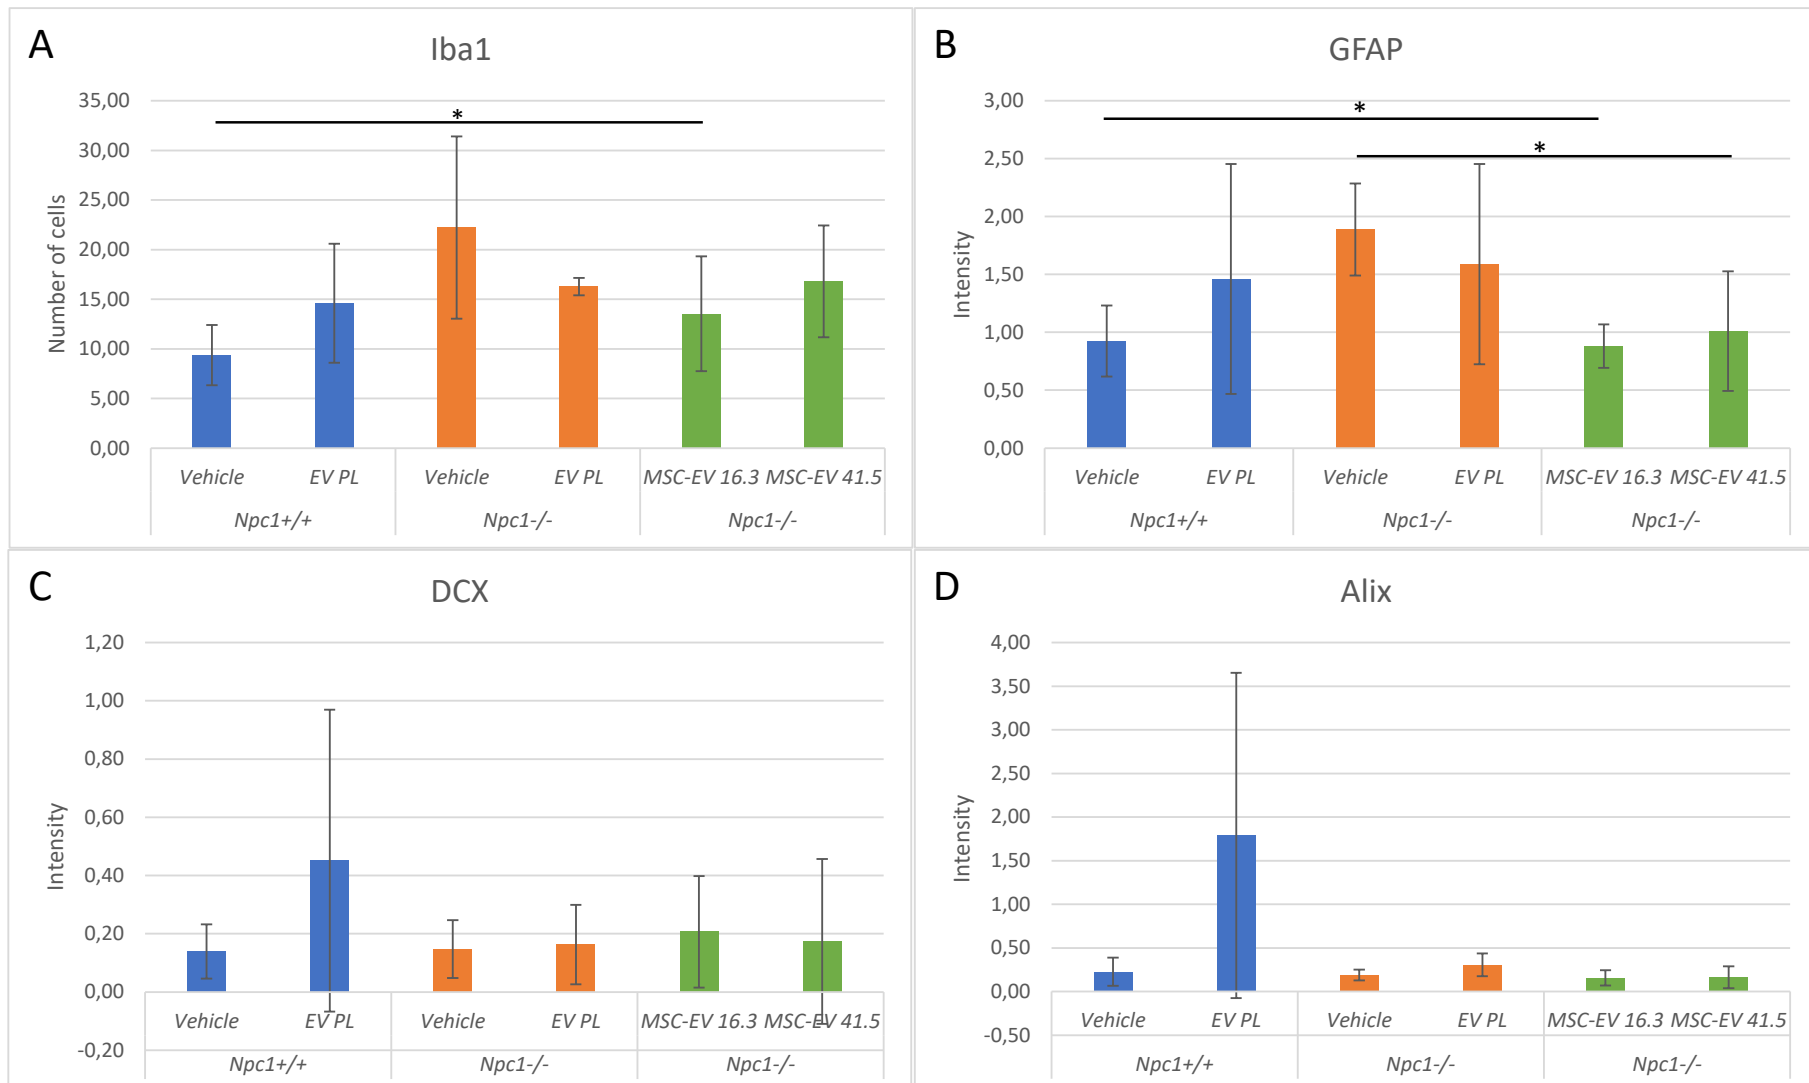 A
Iba1
35,00
30,00
25,00
20,00
15,00
10,00
5,00
0,00
Number of cells
*
Vehicle EV PL Vehicle EV PL MSC-EV 16.3 MSC-EV 41.5
Npc1+/+ Npc1-/- Npc1-/-
B
GFAP
3,00
2,50
2,00
1,50
1,00
0,50
0,00
Intensity
*
*
Vehicle EV PL Vehicle EV PL MSC-EV 16.3 MSC-EV 41.5
Npc1+/+ Npc1-/- Npc1-/-
C
DCX
1,20
1,00
0,80
0,60
0,40
0,20
0,00
-0,20
Intensity
Vehicle EV PL Vehicle EV PL MSC-EV 16.3 MSC-EV 41.5
Npc1+/+ Npc1-/- Npc1-/-
D
Alix
4,00
3,50
3,00
2,50
2,00
1,50
1,00
0,50
0,00
-0,50
Intensity
Vehicle EV PL Vehicle EV PL MSC-EV 16.3 MSC-EV 41.5
Npc1+/+ Npc1-/- Npc1-/-